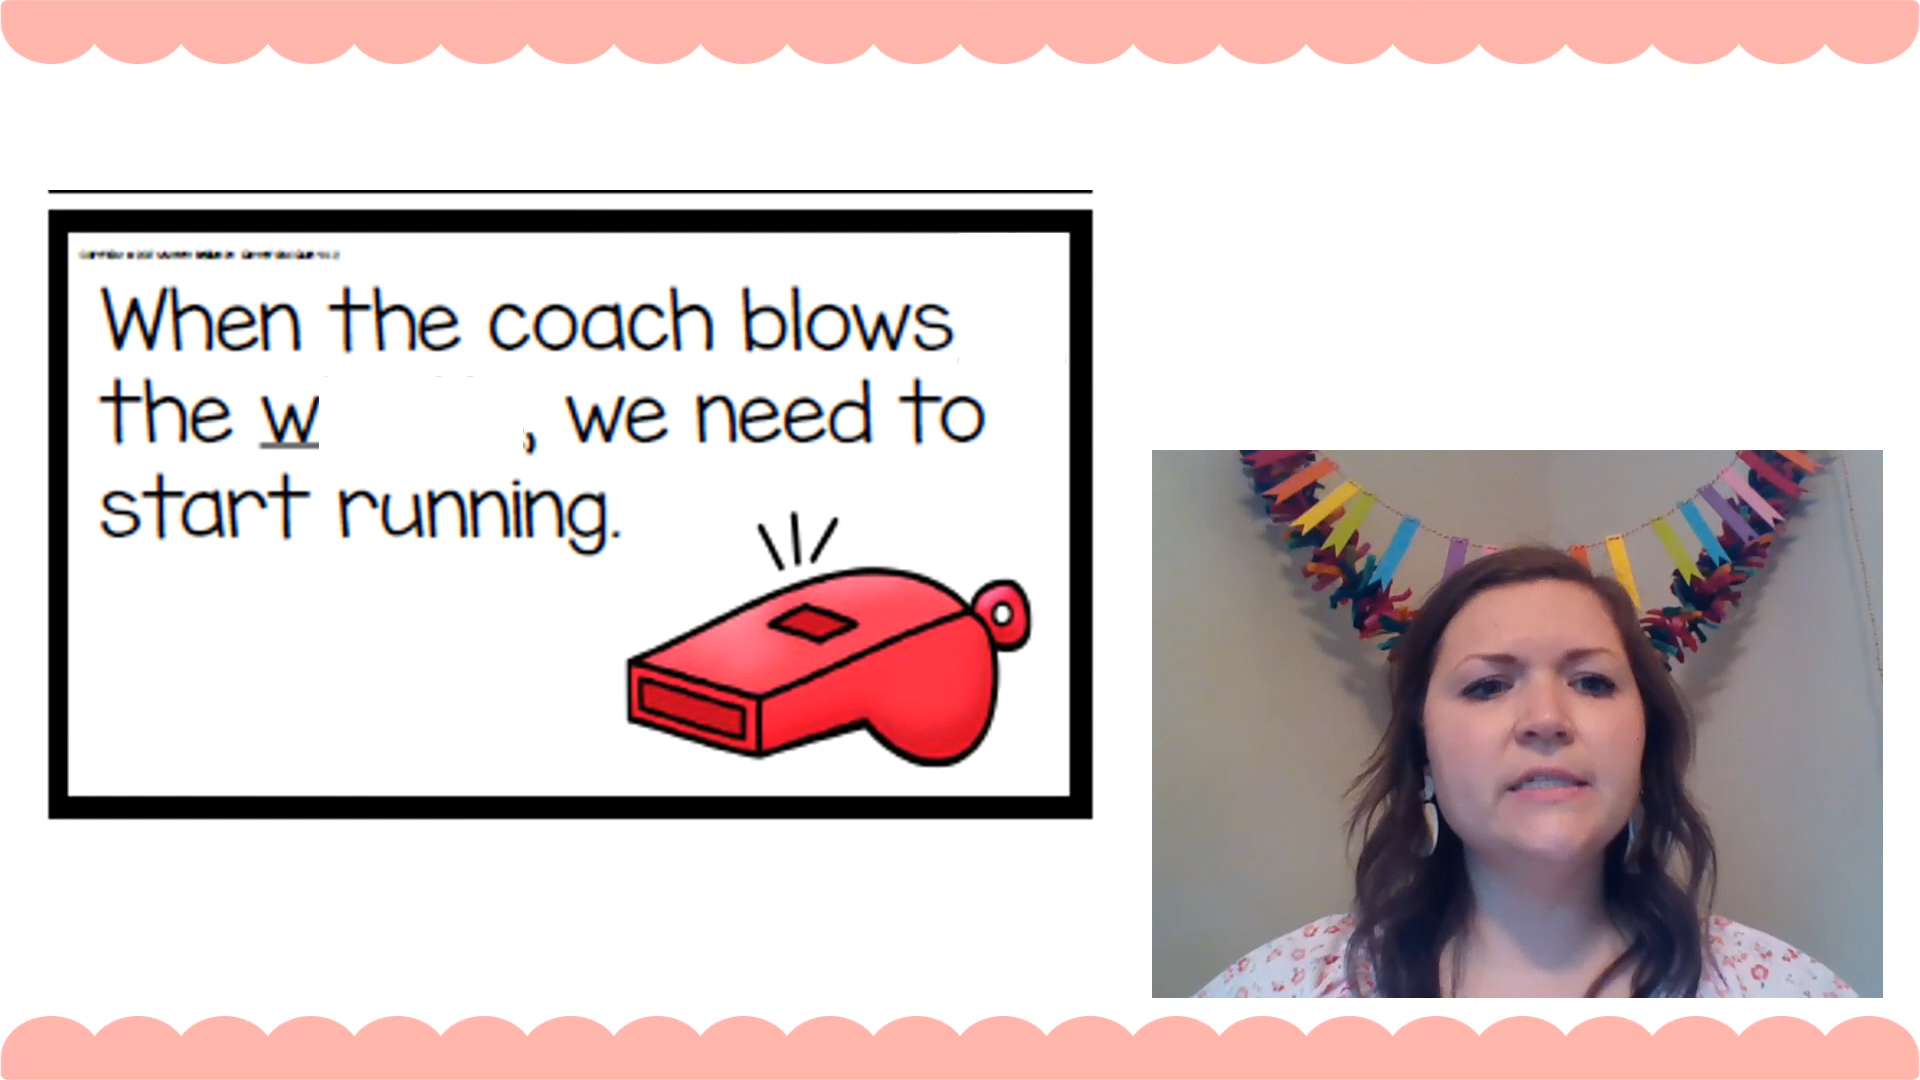 When the coach blows
the w , we need to
start running.